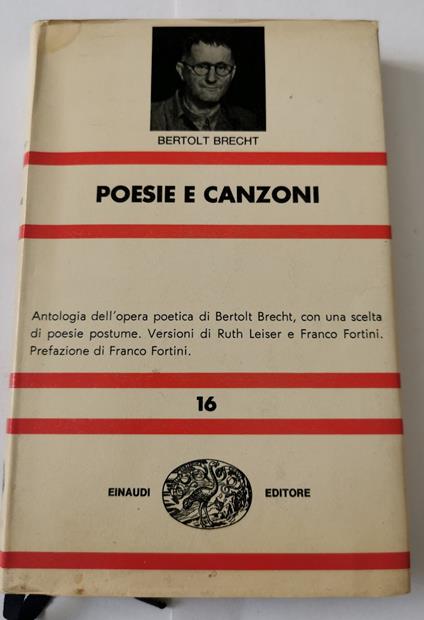 BERTOLT BRECHT
POESIE E CANZONI
Antologia dell'opera poetica di Bertolt Brecht, con una scelta
di poesie postume. Versioni di Ruth Leiser e Franco Fortini.
Prefazione di Franco Fortini.
16
EINAUDI EDITORE